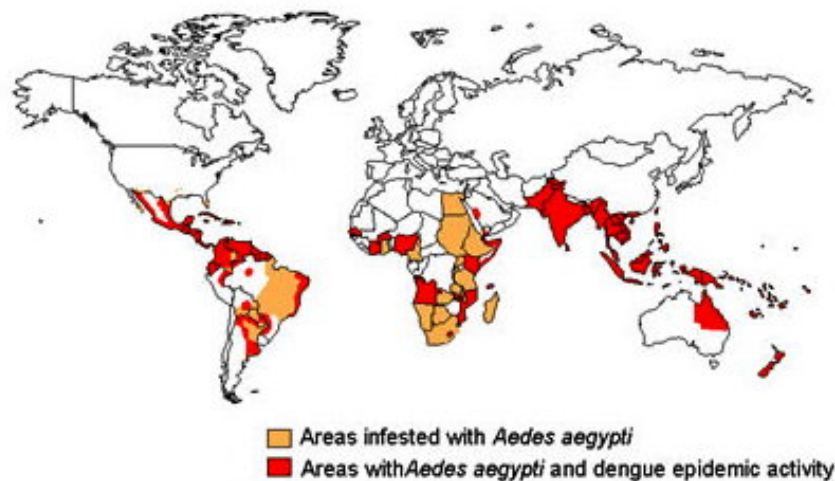 Areas infested with Aedes aegypti
Areas withAedes aegypti and dengue epidemic activity